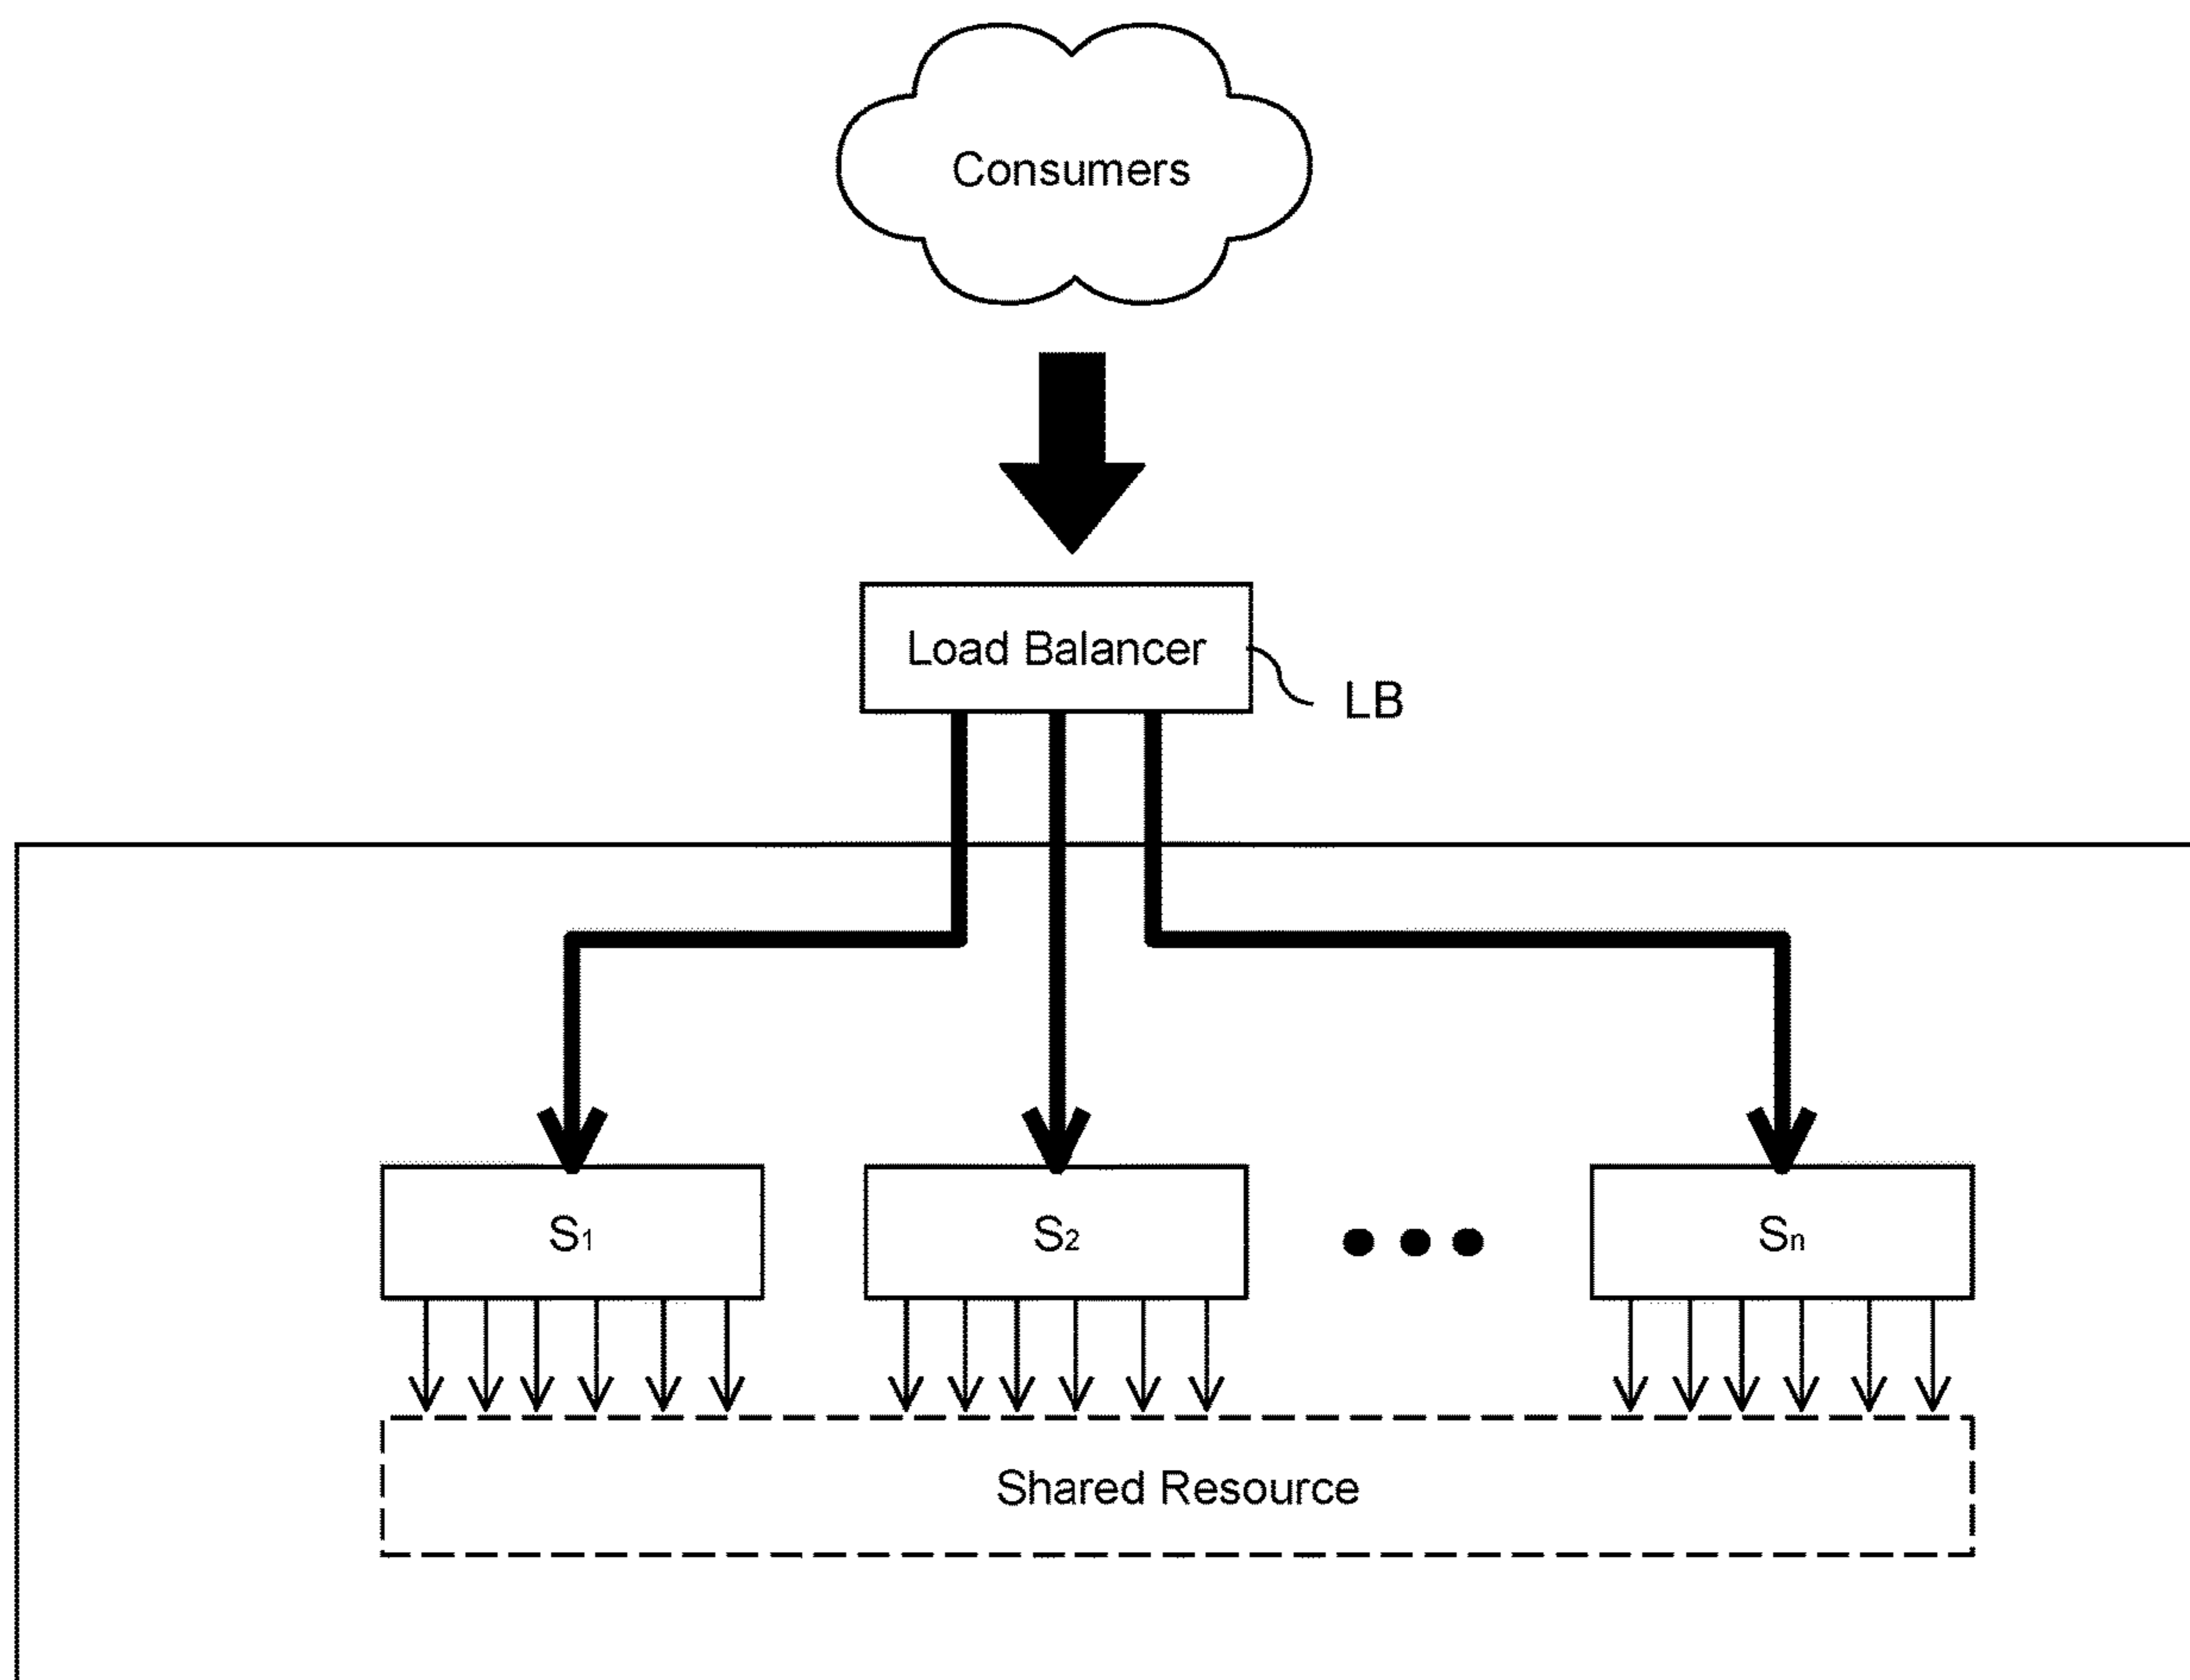 Consumers
Load Balancer
LB
S₁
S₂
Sₙ
Shared Resource